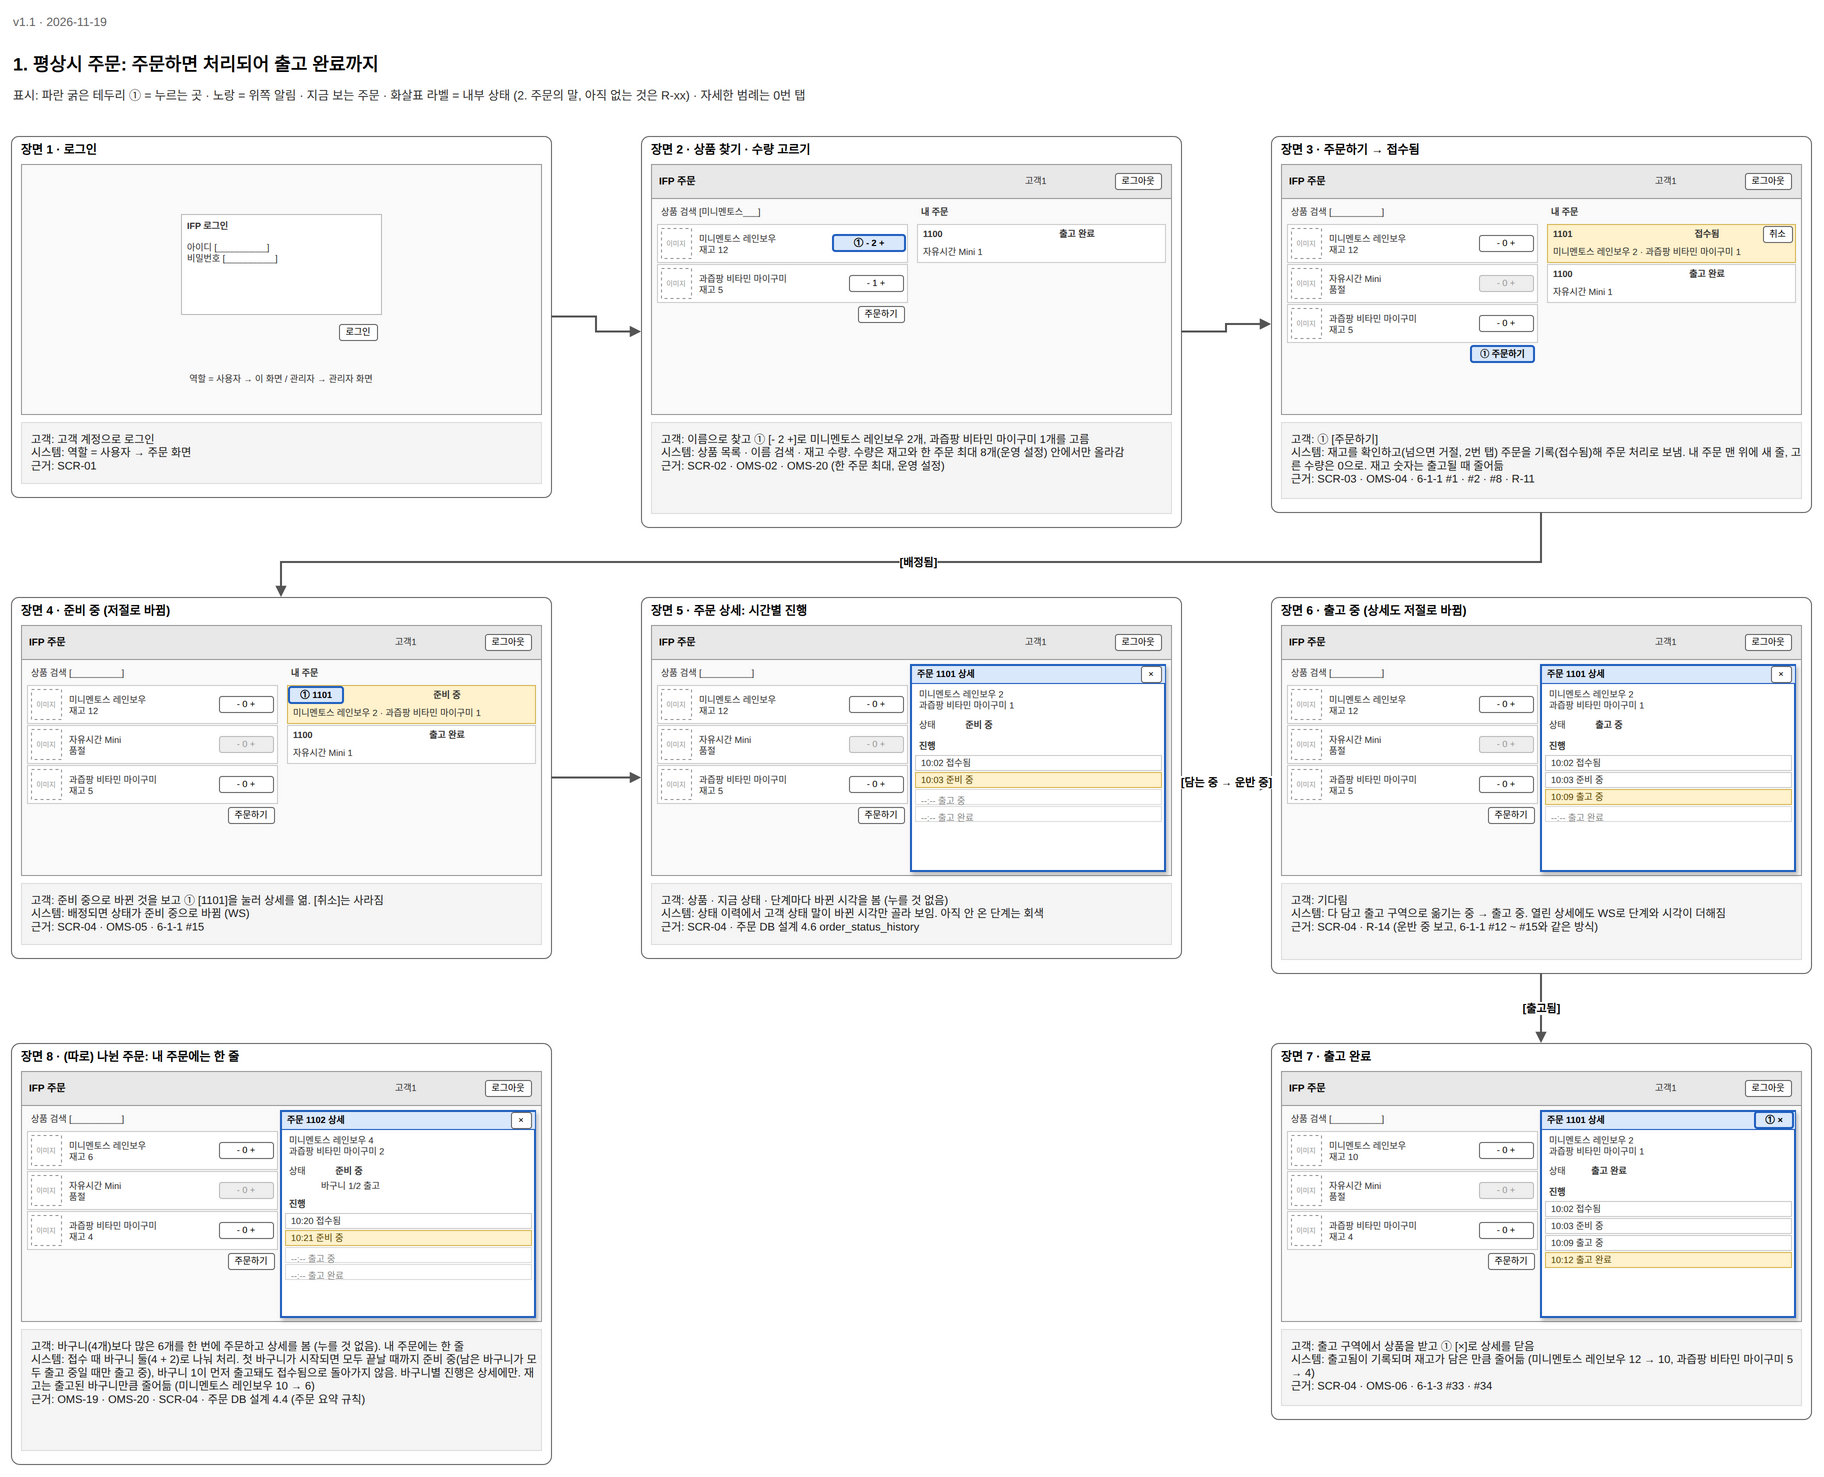 v1.1 · 2026-11-19
1. 평상시 주문: 주문하면 처리되어 출고 완료까지
표시: 파란 굵은 테두리 ① = 누르는 곳 · 노랑 = 위쪽 알림 · 지금 보는 주문 · 화살표 라벨 = 내부 상태 (2. 주문의 말, 아직 없는 것은 R-xx) · 자세한 범례는 0번 탭
장면 1 · 로그인
IFP 로그인
아이디 [__________]
비밀번호 [__________]
로그인
역할 = 사용자 → 이 화면 / 관리자 → 관리자 화면
고객: 고객 계정으로 로그인
시스템: 역할 = 사용자 → 주문 화면
근거: SCR-01
장면 2 · 상품 찾기 · 수량 고르기
IFP 주문
고객1
로그아웃
상품 검색 [미니멘토스___]
내 주문
이미지
미니멘토스 레인보우
재고 12
① - 2 +
1100
출고 완료
자유시간 Mini 1
이미지
과즙팡 비타민 마이구미
재고 5
- 1 +
주문하기
고객: 이름으로 찾고 ① [- 2 +]로 미니멘토스 레인보우 2개, 과즙팡 비타민 마이구미 1개를 고름
시스템: 상품 목록 · 이름 검색 · 재고 수량. 수량은 재고와 한 주문 최대 8개(운영 설정) 안에서만 올라감
근거: SCR-02 · OMS-02 · OMS-20 (한 주문 최대, 운영 설정)
장면 3 · 주문하기 → 접수됨
IFP 주문
고객1
로그아웃
상품 검색 [__________]
내 주문
이미지
미니멘토스 레인보우
재고 12
- 0 +
1101
접수됨
취소
미니멘토스 레인보우 2 · 과즙팡 비타민 마이구미 1
이미지
자유시간 Mini
품절
- 0 +
1100
출고 완료
자유시간 Mini 1
이미지
과즙팡 비타민 마이구미
재고 5
- 0 +
① 주문하기
고객: ① [주문하기]
시스템: 재고를 확인하고(넘으면 거절, 2번 탭) 주문을 기록(접수됨)해 주문 처리로 보냄. 내 주문 맨 위에 새 줄, 고
른 수량은 0으로. 재고 숫자는 출고될 때 줄어듦
근거: SCR-03 · OMS-04 · 6-1-1 #1 · #2 · #8 · R-11
[배정됨]
장면 4 · 준비 중 (저절로 바뀜)
IFP 주문
고객1
로그아웃
상품 검색 [__________]
내 주문
이미지
미니멘토스 레인보우
재고 12
- 0 +
① 1101
준비 중
미니멘토스 레인보우 2 · 과즙팡 비타민 마이구미 1
이미지
자유시간 Mini
품절
- 0 +
1100
출고 완료
자유시간 Mini 1
이미지
과즙팡 비타민 마이구미
재고 5
- 0 +
주문하기
고객: 준비 중으로 바뀐 것을 보고 ① [1101]을 눌러 상세를 엶. [취소]는 사라짐
시스템: 배정되면 상태가 준비 중으로 바뀜 (WS)
근거: SCR-04 · OMS-05 · 6-1-1 #15
장면 5 · 주문 상세: 시간별 진행
IFP 주문
고객1
로그아웃
상품 검색 [__________]
이미지
미니멘토스 레인보우
재고 12
- 0 +
이미지
자유시간 Mini
품절
- 0 +
이미지
과즙팡 비타민 마이구미
재고 5
- 0 +
주문하기
주문 1101 상세
×
미니멘토스 레인보우 2
과즙팡 비타민 마이구미 1
상태
준비 중
진행
10:02 접수됨
10:03 준비 중
--:-- 출고 중
--:-- 출고 완료
고객: 상품 · 지금 상태 · 단계마다 바뀐 시각을 봄 (누를 것 없음)
시스템: 상태 이력에서 고객 상태 말이 바뀐 시각만 골라 보임. 아직 안 온 단계는 회색
근거: SCR-04 · 주문 DB 설계 4.6 order_status_history
[담는 중 → 운반 중]
장면 6 · 출고 중 (상세도 저절로 바뀜)
IFP 주문
고객1
로그아웃
상품 검색 [__________]
이미지
미니멘토스 레인보우
재고 12
- 0 +
이미지
자유시간 Mini
품절
- 0 +
이미지
과즙팡 비타민 마이구미
재고 5
- 0 +
주문하기
주문 1101 상세
×
미니멘토스 레인보우 2
과즙팡 비타민 마이구미 1
상태
출고 중
진행
10:02 접수됨
10:03 준비 중
10:09 출고 중
--:-- 출고 완료
고객: 기다림
시스템: 다 담고 출고 구역으로 옮기는 중 → 출고 중. 열린 상세에도 WS로 단계와 시각이 더해짐
근거: SCR-04 · R-14 (운반 중 보고, 6-1-1 #12 ~ #15와 같은 방식)
[출고됨]
장면 8 · (따로) 나뉜 주문: 내 주문에는 한 줄
IFP 주문
고객1
로그아웃
상품 검색 [__________]
이미지
미니멘토스 레인보우
재고 6
- 0 +
이미지
자유시간 Mini
품절
- 0 +
이미지
과즙팡 비타민 마이구미
재고 4
- 0 +
주문하기
주문 1102 상세
×
미니멘토스 레인보우 4
과즙팡 비타민 마이구미 2
상태
준비 중
바구니 1/2 출고
진행
10:20 접수됨
10:21 준비 중
--:-- 출고 중
--:-- 출고 완료
고객: 바구니(4개)보다 많은 6개를 한 번에 주문하고 상세를 봄 (누를 것 없음). 내 주문에는 한 줄
시스템: 접수 때 바구니 둘(4 + 2)로 나눠 처리. 첫 바구니가 시작되면 모두 끝날 때까지 준비 중(남은 바구니가 모
두 출고 중일 때만 출고 중), 바구니 1이 먼저 출고돼도 접수됨으로 돌아가지 않음. 바구니별 진행은 상세에만. 재
고는 출고된 바구니만큼 줄어듦 (미니멘토스 레인보우 10 → 6)
근거: OMS-19 · OMS-20 · SCR-04 · 주문 DB 설계 4.4 (주문 요약 규칙)
장면 7 · 출고 완료
IFP 주문
고객1
로그아웃
상품 검색 [__________]
이미지
미니멘토스 레인보우
재고 10
- 0 +
이미지
자유시간 Mini
품절
- 0 +
이미지
과즙팡 비타민 마이구미
재고 4
- 0 +
주문하기
주문 1101 상세
① ×
미니멘토스 레인보우 2
과즙팡 비타민 마이구미 1
상태
출고 완료
진행
10:02 접수됨
10:03 준비 중
10:09 출고 중
10:12 출고 완료
고객: 출고 구역에서 상품을 받고 ① [×]로 상세를 닫음
시스템: 출고됨이 기록되며 재고가 담은 만큼 줄어듦 (미니멘토스 레인보우 12 → 10, 과즙팡 비타민 마이구미 5
→ 4)
근거: SCR-04 · OMS-06 · 6-1-3 #33 · #34